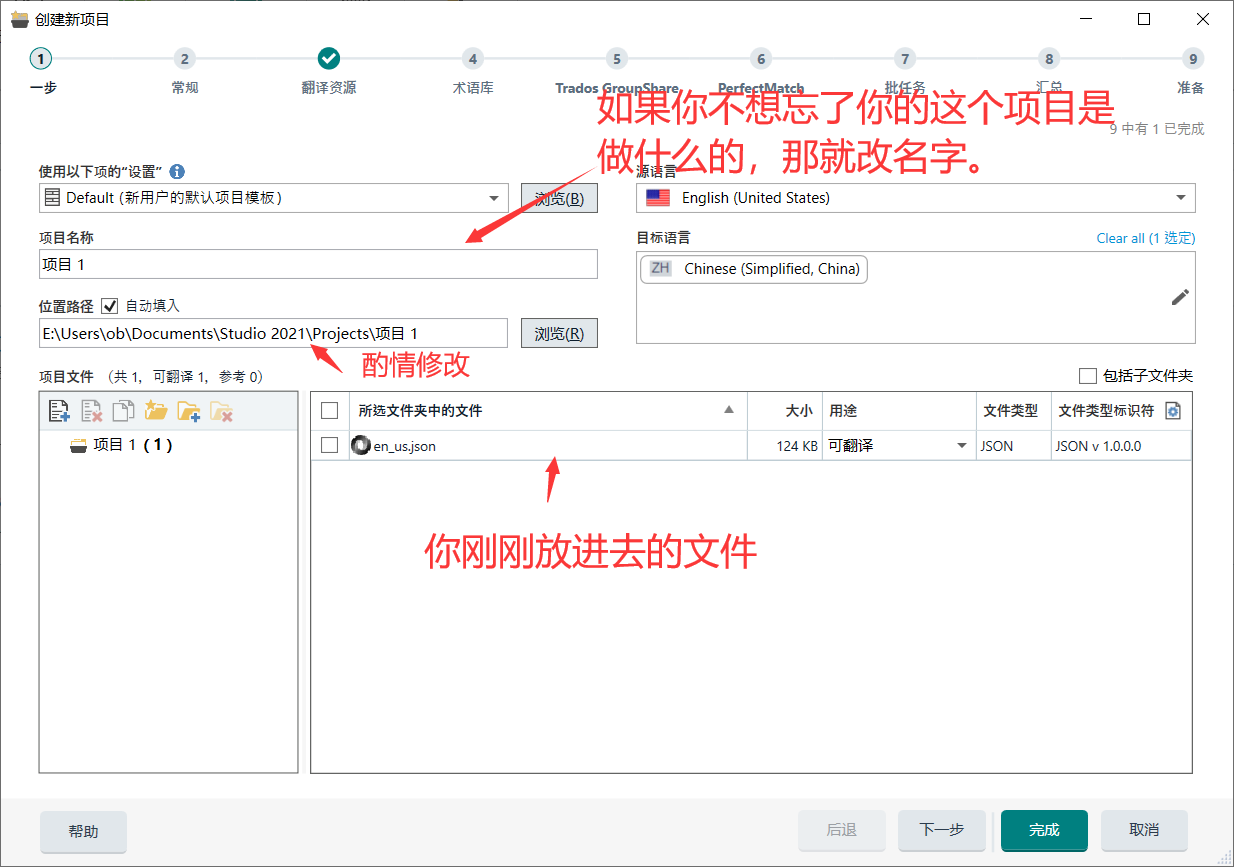 创建新项目
1 2 4 5 6 7 8 9
一步 常规 翻译资源 术语库 Trados GroupShare PerfectMatch 批任务 汇总 准备
如果你不想忘了你的这个项目是
做什么的，那就改名字。
9 中有 1 已完成
使用以下项的“设置”
源语言
Default (新用户的默认项目模板)
浏览(B)
English (United States)
项目名称
目标语言
Clear all (1 选定)
项目 1
ZH Chinese (Simplified, China)
位置路径 自动填入
E:\Users\ob\Documents\Studio 2021\Projects\项目 1
浏览(R)
酌情修改
项目文件 （共 1，可翻译 1，参考 0）
包括子文件夹
所选文件夹中的文件 大小 用途 文件类型 文件类型标识符
项目 1 ( 1 )
en_us.json 124 KB 可翻译 JSON JSON v 1.0.0.0
你刚刚放进去的文件
帮助 后退 下一步 完成 取消